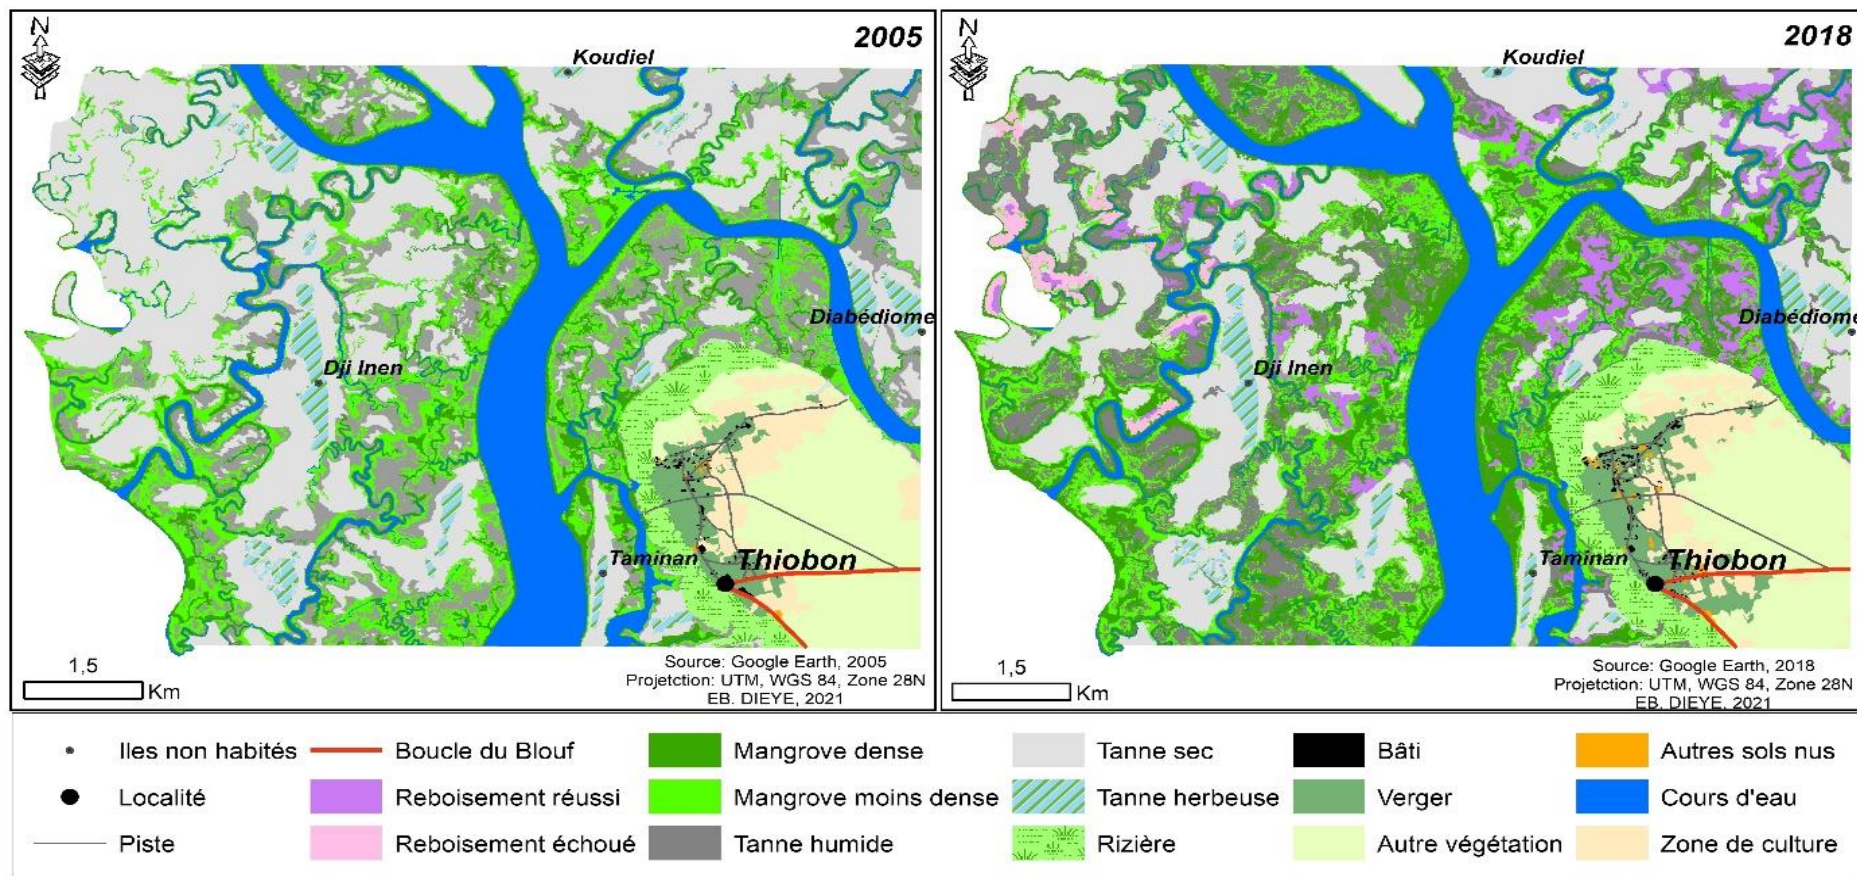 N
2005
Koudiel
Diabédiome
Dji Inen
Taminan
Thiobon
1,5
Km
Source: Google Earth, 2005
Projetction: UTM, WGS 84, Zone 28N
EB. DIEYE, 2021
N
2018
Koudiel
Diabédiome
Dji Inen
Taminan
Thiobon
1,5
Km
Source: Google Earth, 2018
Projetction: UTM, WGS 84, Zone 28N
EB. DIEYE, 2021
Iles non habités
Boucle du Blouf
Mangrove dense
Tanne sec
Bâti
Autres sols nus
Localité
Reboisement réussi
Mangrove moins dense
Tanne herbeuse
Verger
Cours d'eau
Piste
Reboisement échoué
Tanne humide
Rizière
Autre végétation
Zone de culture